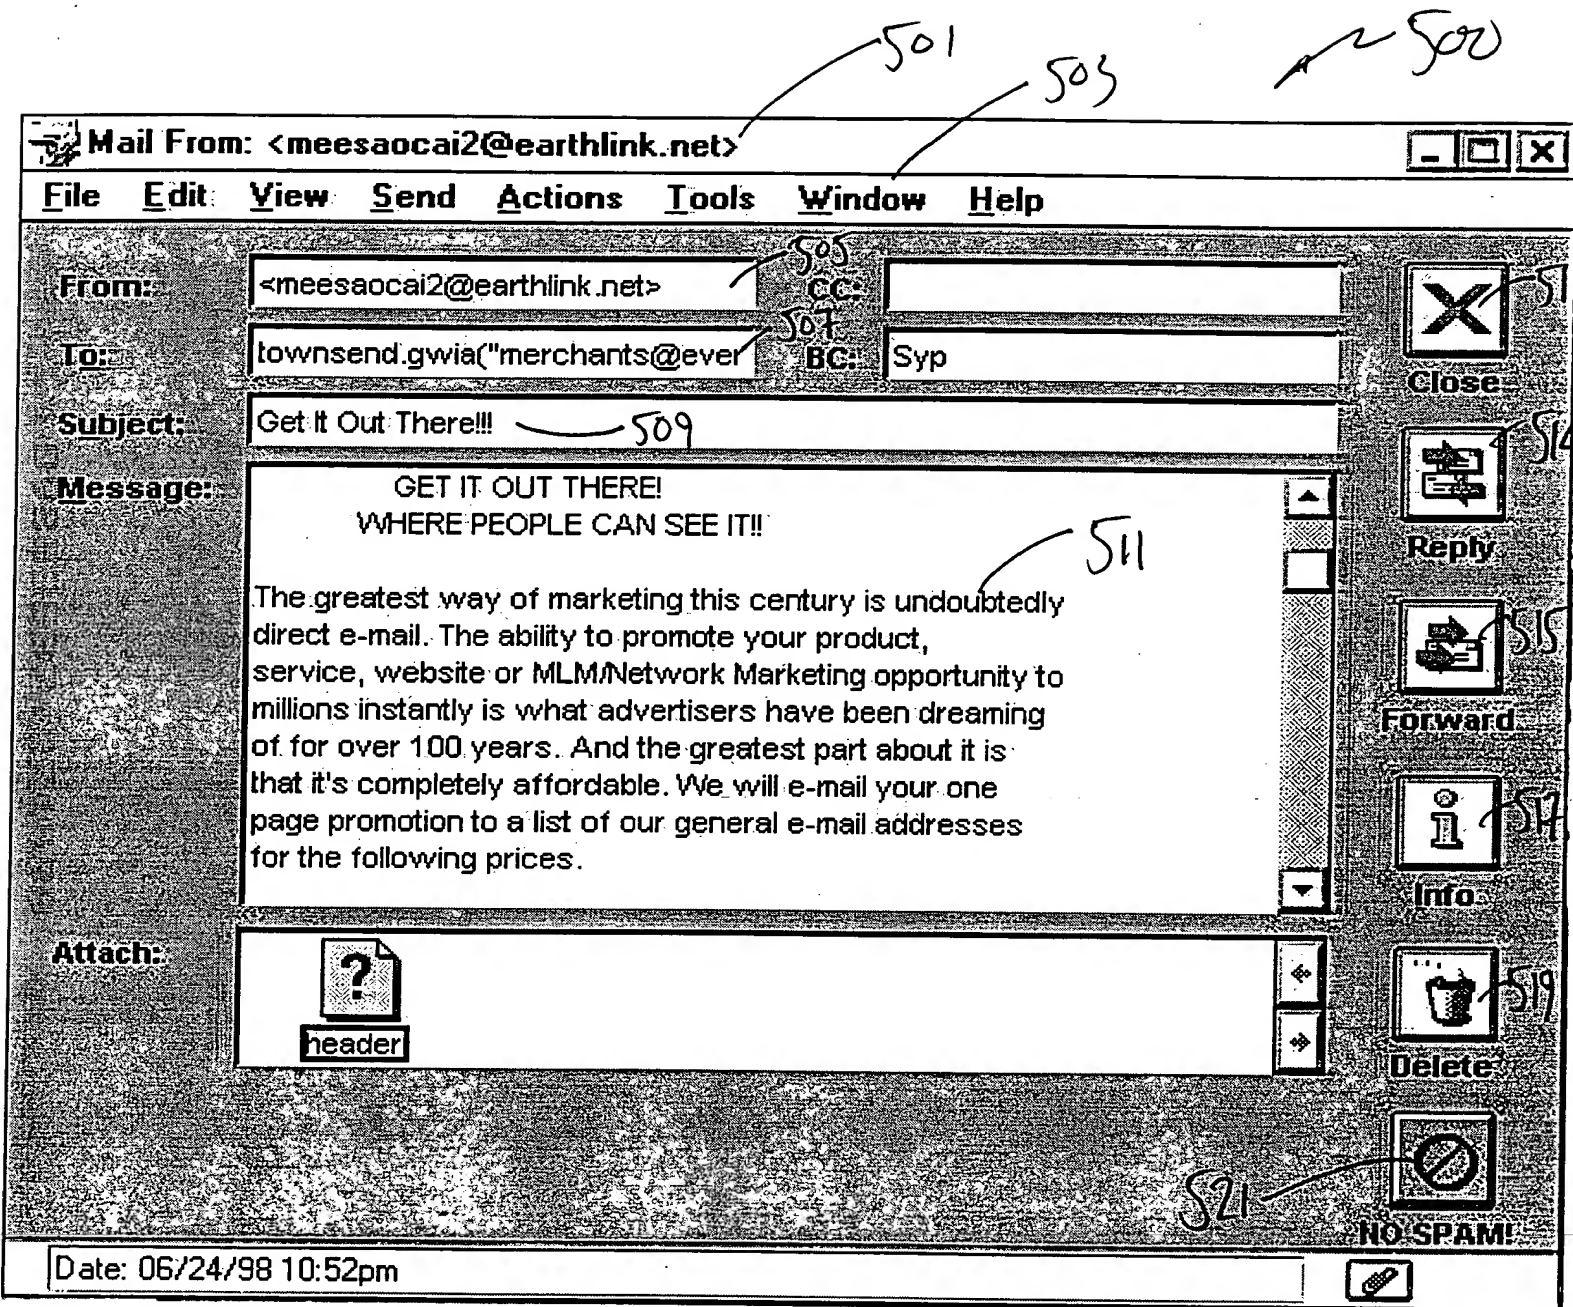 501
503
500
Mail From: <meesaocai2@earthlink.net>
File Edit View Send Actions Tools Window Help
From: <meesaocai2@earthlink.net> 505 CC:
To: townsend.gwia("merchants@ever 507 BC: Syp
Close
Subject: Get It Out There!!! 509
Message: GET IT OUT THERE!
WHERE PEOPLE CAN SEE IT!!
511
Reply
The greatest way of marketing this century is undoubtedly
direct e-mail. The ability to promote your product,
service, website or MLM/Network Marketing opportunity to
515
millions instantly is what advertisers have been dreaming
Forward
of for over 100 years. And the greatest part about it is
that it's completely affordable. We will e-mail your one
page promotion to a list of our general e-mail addresses
517
for the following prices.
Info
Attach:
519
header
Delete
521
NO SPAM!
Date: 06/24/98 10:52pm